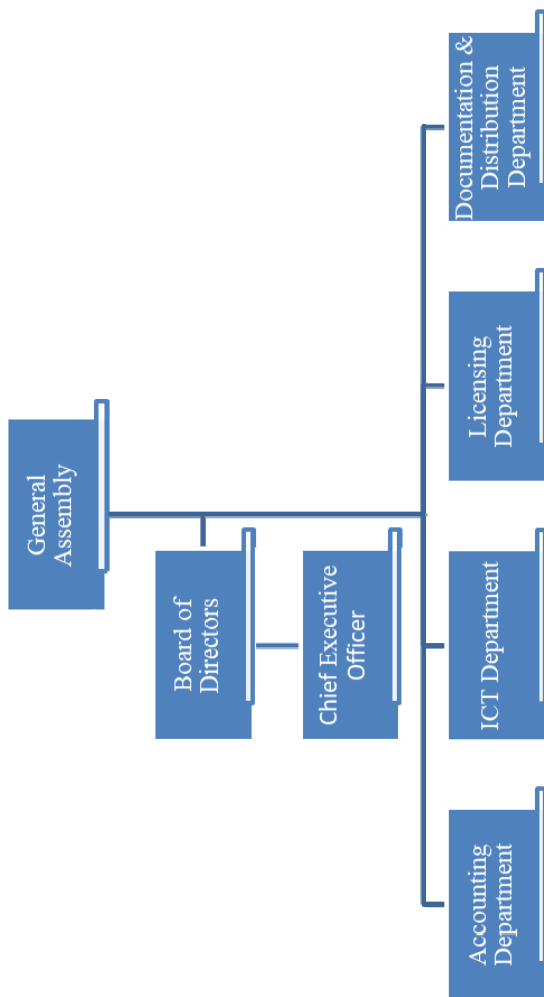 General
Assembly
Board of
Directors
Chief Executive
Officer
Accounting
Department
ICT Department
Licensing
Department
Documentation &
Distribution
Department